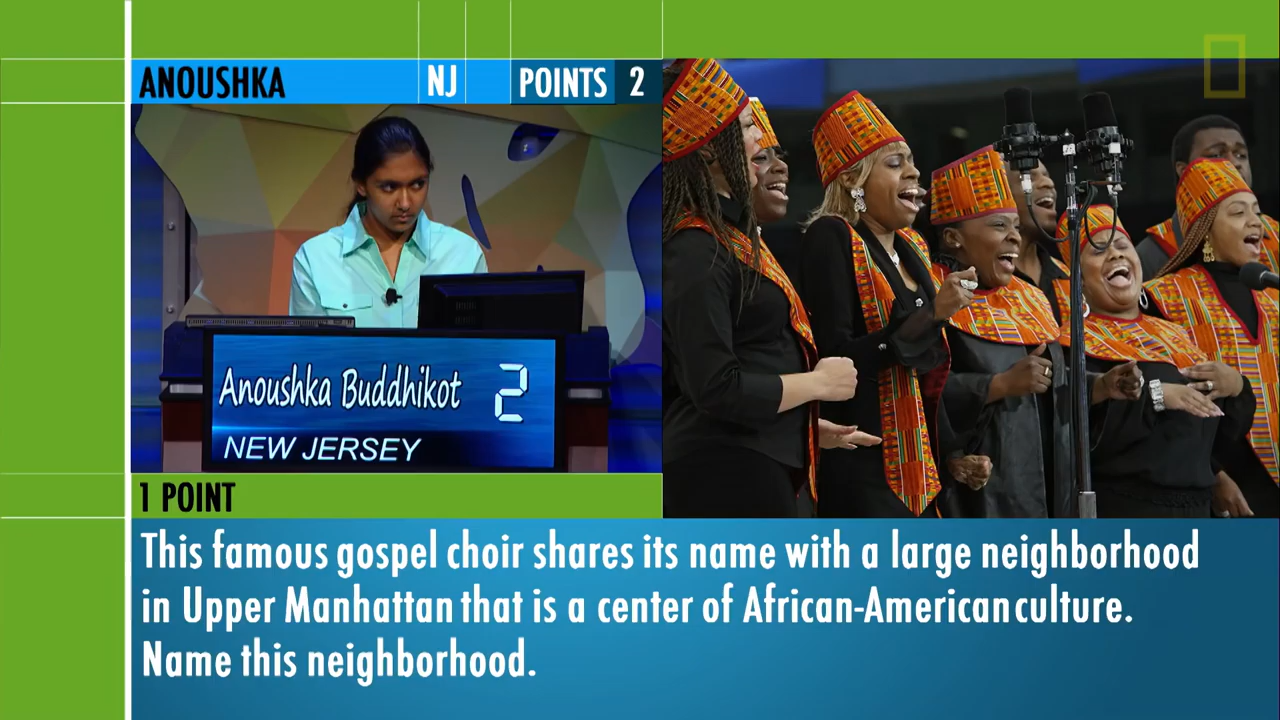 ANOUSHKA NJ POINTS 2
Anoushka Buddhikot 2
NEW JERSEY
1 POINT
This famous gospel choir shares its name with a large neighborhood
in Upper Manhattan that is a center of African-American culture.
Name this neighborhood.